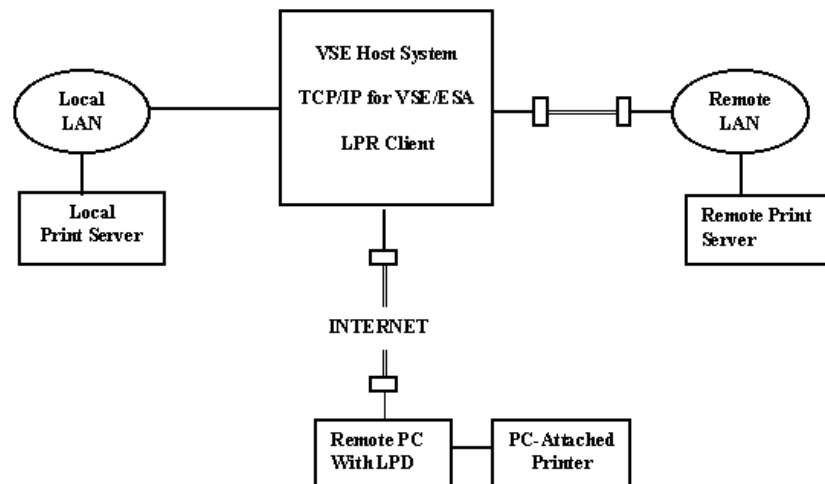 VSE Host System
TCP/IP for VSE/ESA
LPR Client
Local
LAN
Remote
LAN
Local
Print Server
Remote Print
Server
INTERNET
Remote PC
With LPD
PC-Attached
Printer